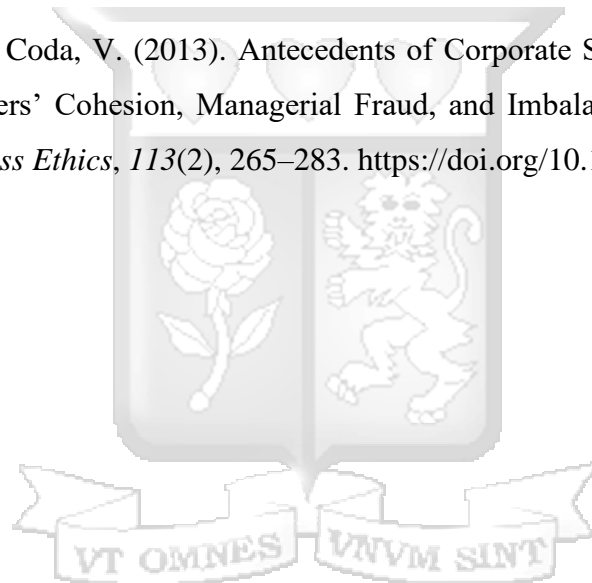 Coda, V. (2013). Antecedents of Corporate S
ers’ Cohesion, Managerial Fraud, and Imbala
ss Ethics, 113(2), 265–283. https://doi.org/10.1
VT OMNES VNVM SINT